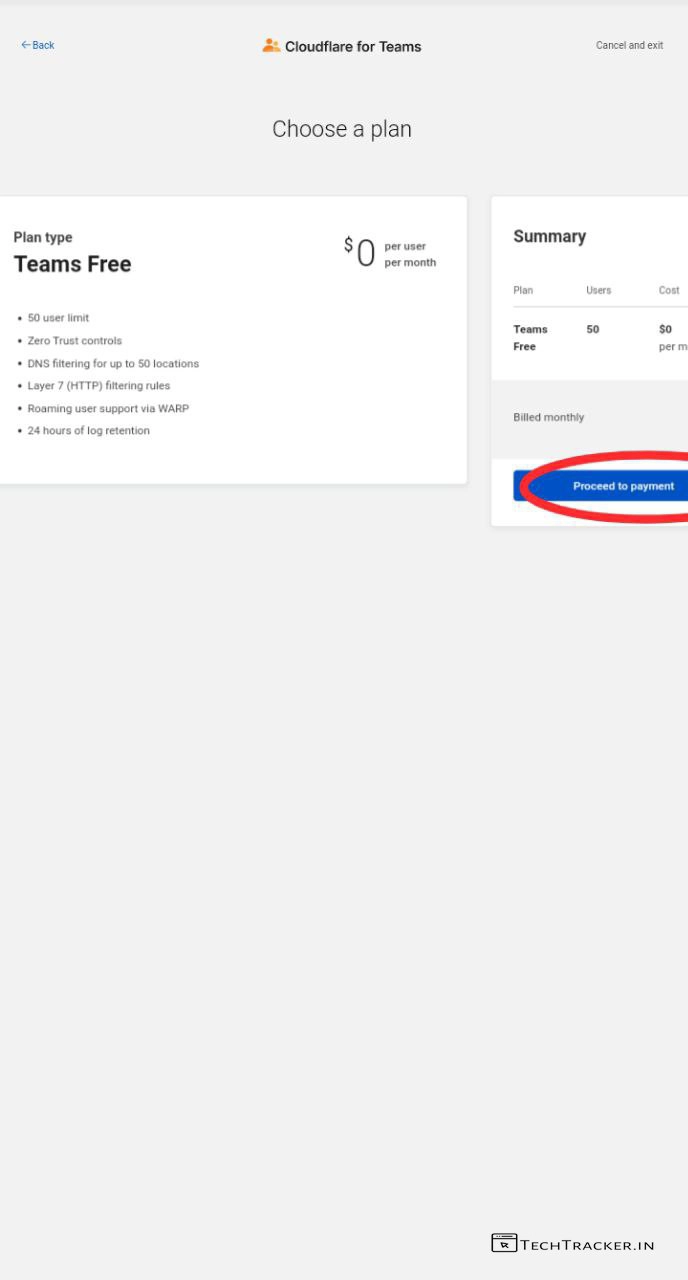 ←Back
Cloudflare for Teams
Cancel and exit
Choose a plan
Plan type
Teams Free
$0 per user
per month
• 50 user limit
• Zero Trust controls
• DNS filtering for up to 50 locations
• Layer 7 (HTTP) filtering rules
• Roaming user support via WARP
• 24 hours of log retention
Summary
Plan Users Cost
Teams 50 $0
Free per m
Billed monthly
Proceed to payment
TECHTRACKER.IN